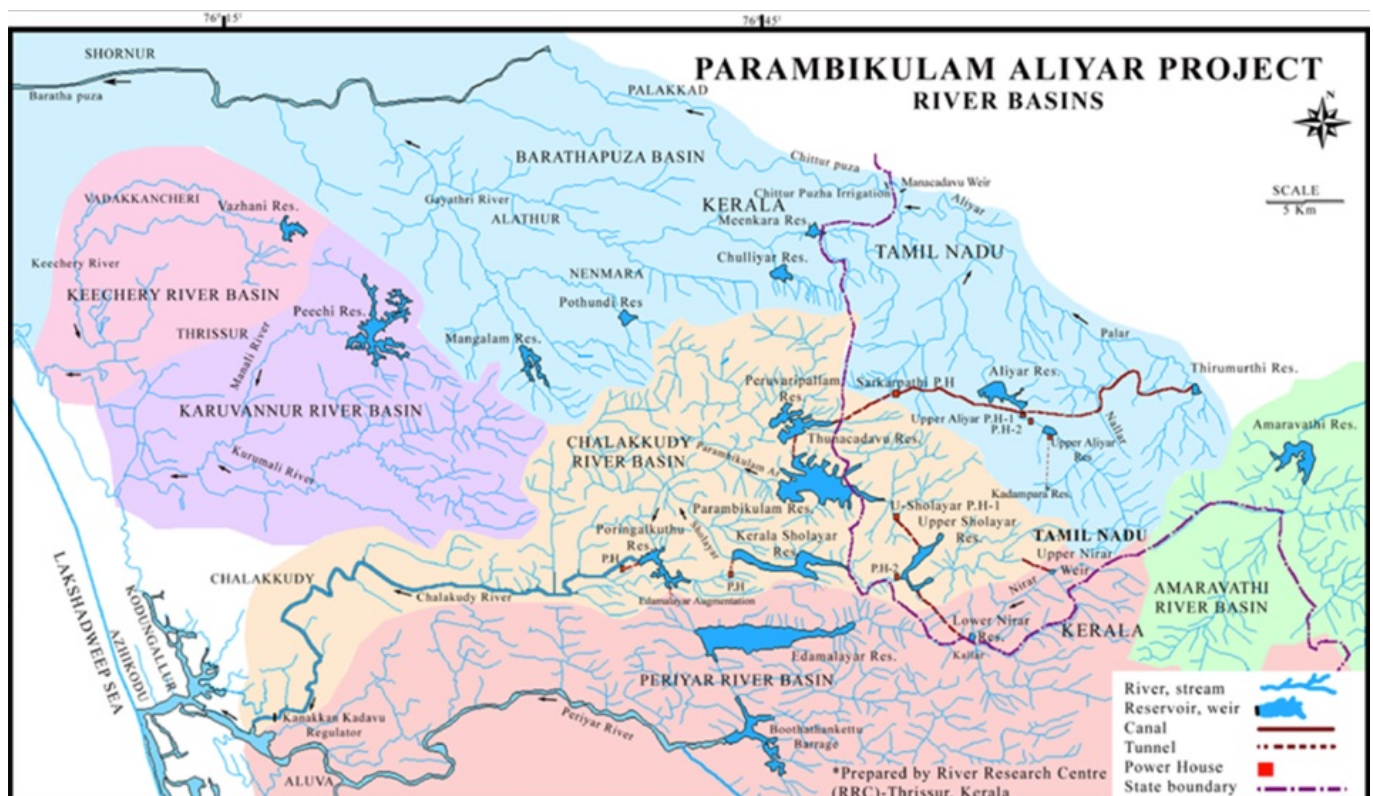 76°15'
76°45'
SHORNUR
Baratha puza
PARAMBIKULAM ALIYAR PROJECT
RIVER BASINS
N
SCALE
5 Km
PALAKKAD
BARATHAPUZA BASIN
Chittur puza
Manacadavu Weir
Chittur Puzha Irrigation
Aliyar
KERALA
Meenkara Res.
VADAKKANCHERI
Vazhani Res.
Gayathri River
ALATHUR
TAMIL NADU
Keechery River
KEECHERY RIVER BASIN
Chulliyar Res.
NENMARA
Pothundi Res
Peechi Res.
THRISSUR
Manali River
Mangalam Res.
Palar
Thirumurthi Res.
Aliyar Res.
Sarkarpathi P.H
Peruvaripallam
Res.
Upper Aliyar P.H-1
P.H-2
Nallar
Upper Aliyar
Res
KARUVANNUR RIVER BASIN
CHALAKKUDY
RIVER BASIN
Thunacadavu Res.
Amaravathi Res.
Kurumali River
Parambikulam Ar.
Kadampara Res.
Parambikulam Res.
U-Sholayar P.H-1
Upper Sholayar
Res.
Poringalkuthu
Res.
Sholayar
Kerala Sholayar
Res
TAMIL NADU
Upper Nirar
Weir
P.H
P.H
P.H-2
Nirar
CHALAKKUDY
Chalakudy River
Edamalayar Augmentation
AMARAVATHI
RIVER BASIN
Lower Nirar
Res.
Kallar
KERALA
LAKSHADWEEP SEA
KODUNGALLUR
AZHIKODU
Edamalayar Res.
PERIYAR RIVER BASIN
Kanakkan Kadavu
Regulator
Periyar River
Boothathankettu
Barrage
ALUVA
River, stream
Reservoir, weir
Canal
Tunnel
Power House
State boundary
*Prepared by River Research Centre
(RRC)-Thrissur, Kerala